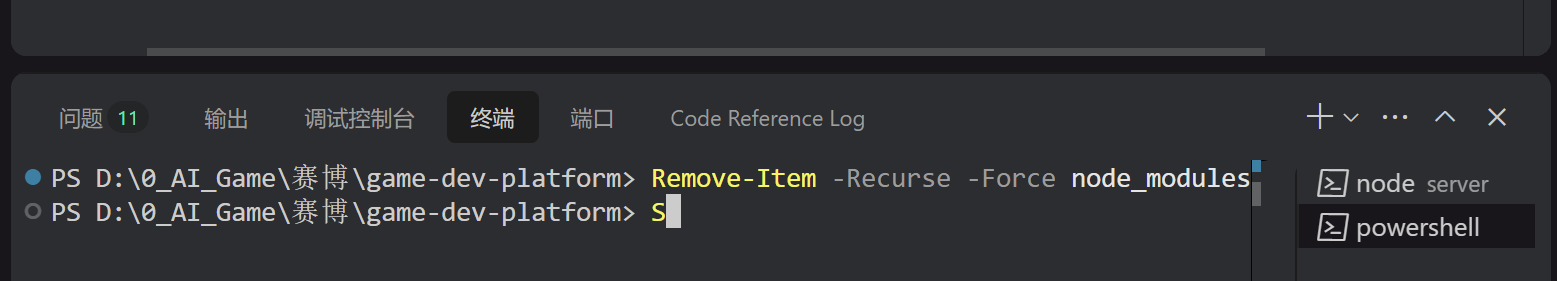 问题 11 输出 调试控制台 终端 端口 Code Reference Log
PS D:\0_AI_Game\赛博\game-dev-platform> Remove-Item -Recurse -Force node_modules
PS D:\0_AI_Game\赛博\game-dev-platform> S
node server
powershell